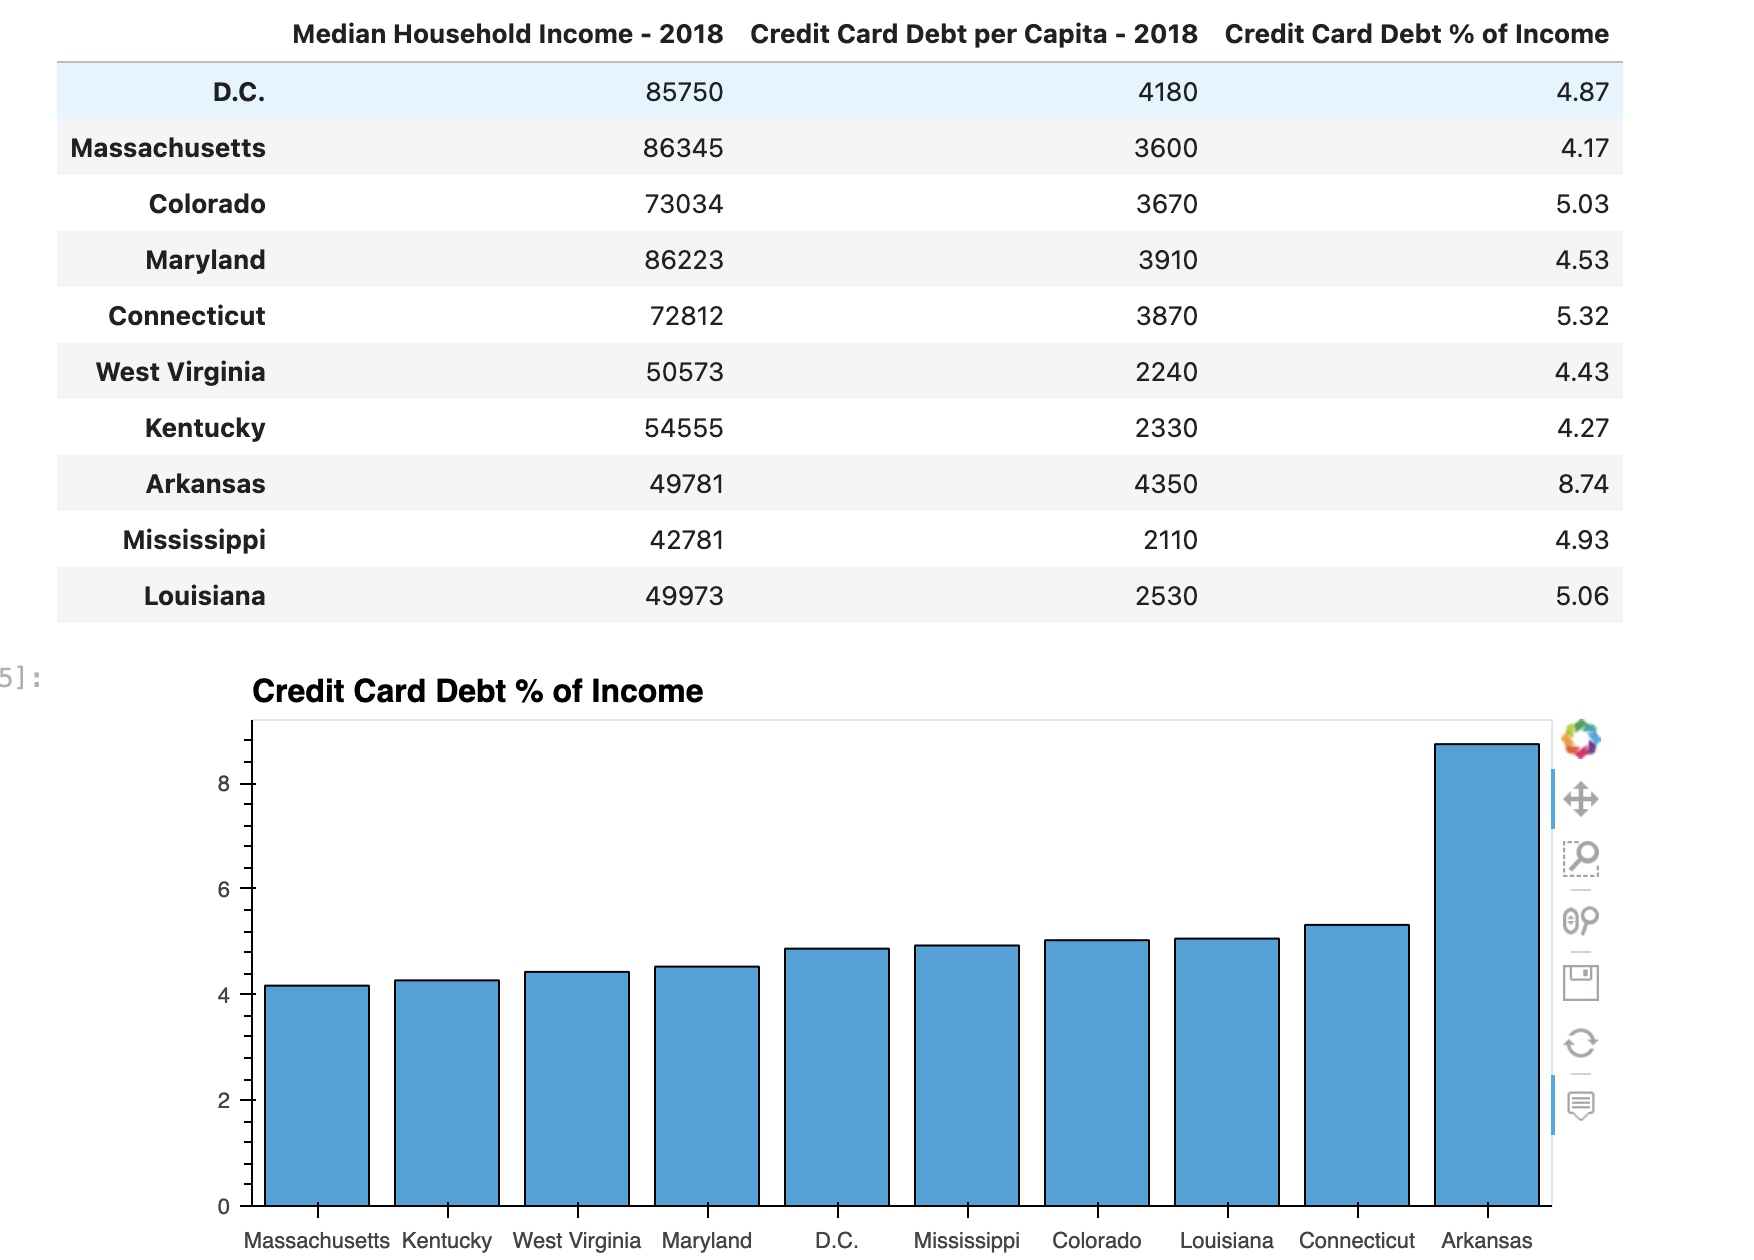 Median Household Income - 2018 Credit Card Debt per Capita - 2018 Credit Card Debt % of Income
D.C. 85750 4180 4.87
Massachusetts 86345 3600 4.17
Colorado 73034 3670 5.03
Maryland 86223 3910 4.53
Connecticut 72812 3870 5.32
West Virginia 50573 2240 4.43
Kentucky 54555 2330 4.27
Arkansas 49781 4350 8.74
Mississippi 42781 2110 4.93
Louisiana 49973 2530 5.06
5]:
Credit Card Debt % of Income
8
6
4
2
0
Massachusetts Kentucky West Virginia Maryland D.C. Mississippi Colorado Louisiana Connecticut Arkansas